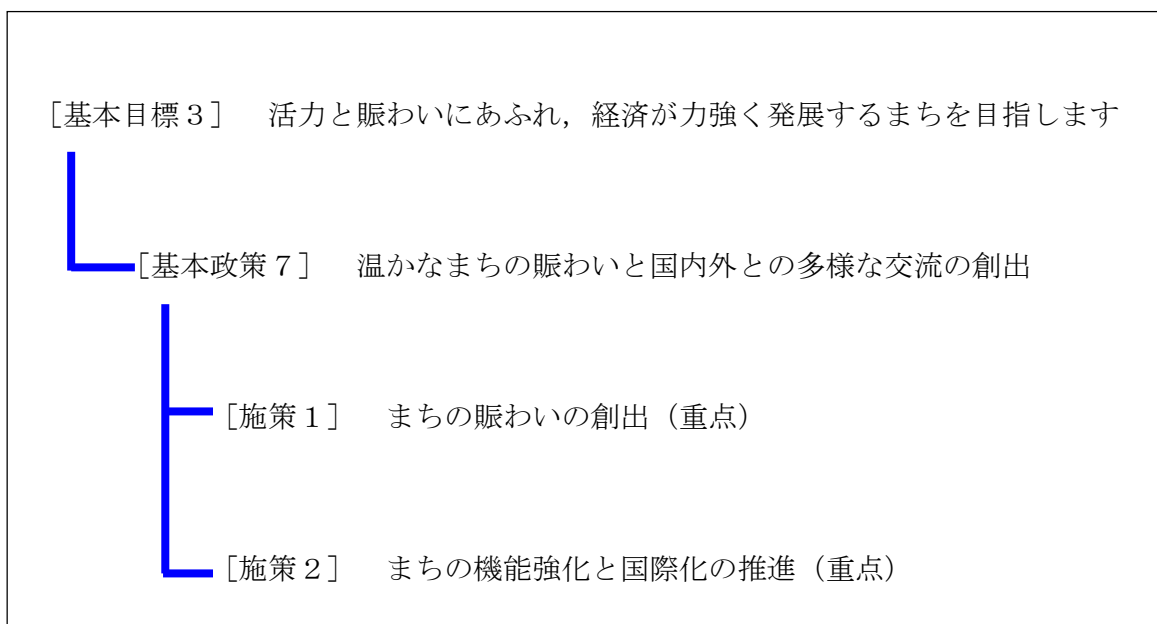 ［基本目標３］　活力と賑わいにあふれ，経済が力強く発展するまちを目指します
［基本政策７］　温かなまちの賑わいと国内外との多様な交流の創出
［施策１］　まちの賑わいの創出（重点）
［施策２］　まちの機能強化と国際化の推進（重点）